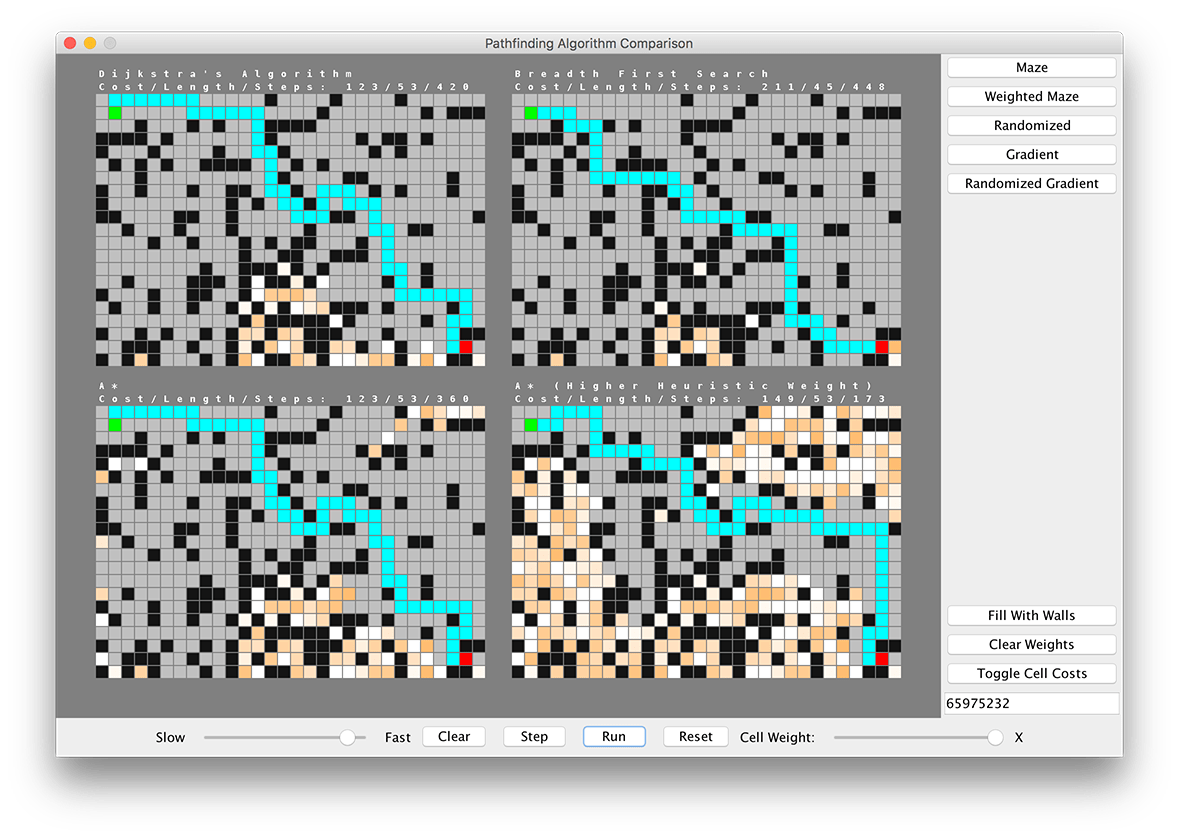 Pathfinding Algorithm Comparison
Dijkstra's Algorithm
Cost/Length/Steps: 123/53/420
Breadth First Search
Cost/Length/Steps: 211/45/448
A*
Cost/Length/Steps: 123/53/360
A* (Higher Heuristic Weight)
Cost/Length/Steps: 149/53/173
Maze
Weighted Maze
Randomized
Gradient
Randomized Gradient
Fill With Walls
Clear Weights
Toggle Cell Costs
65975232
Slow Fast Clear Step Run Reset Cell Weight: X